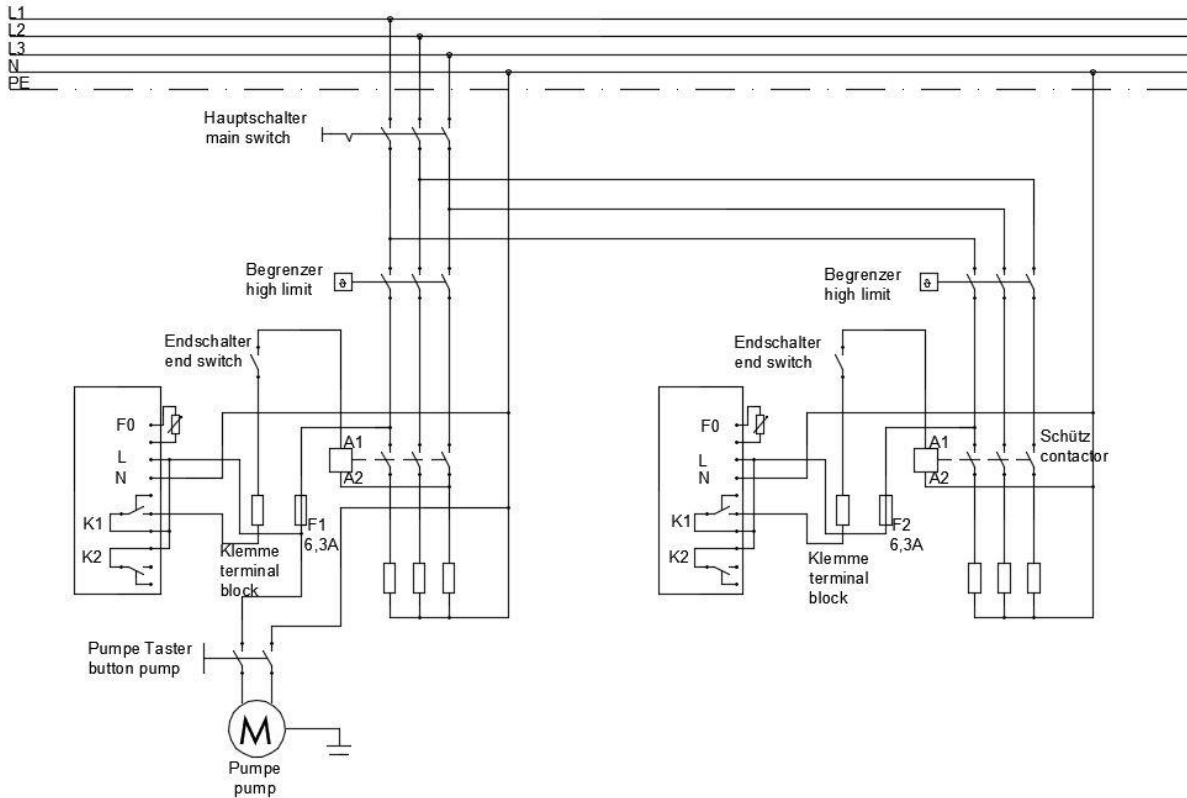 L1
L2
L3
N
PE
Hauptschalter
main switch
Begrenzer
high limit
ϑ
Begrenzer
high limit
ϑ
Endschalter
end switch
Endschalter
end switch
F0
L
N
K1
K2
A1
A2
F1
6,3A
Klemme
terminal
block
F0
L
N
K1
K2
A1
A2
Schütz
contactor
F2
6,3A
Klemme
terminal
block
Pumpe Taster
button pump
M
Pumpe
pump